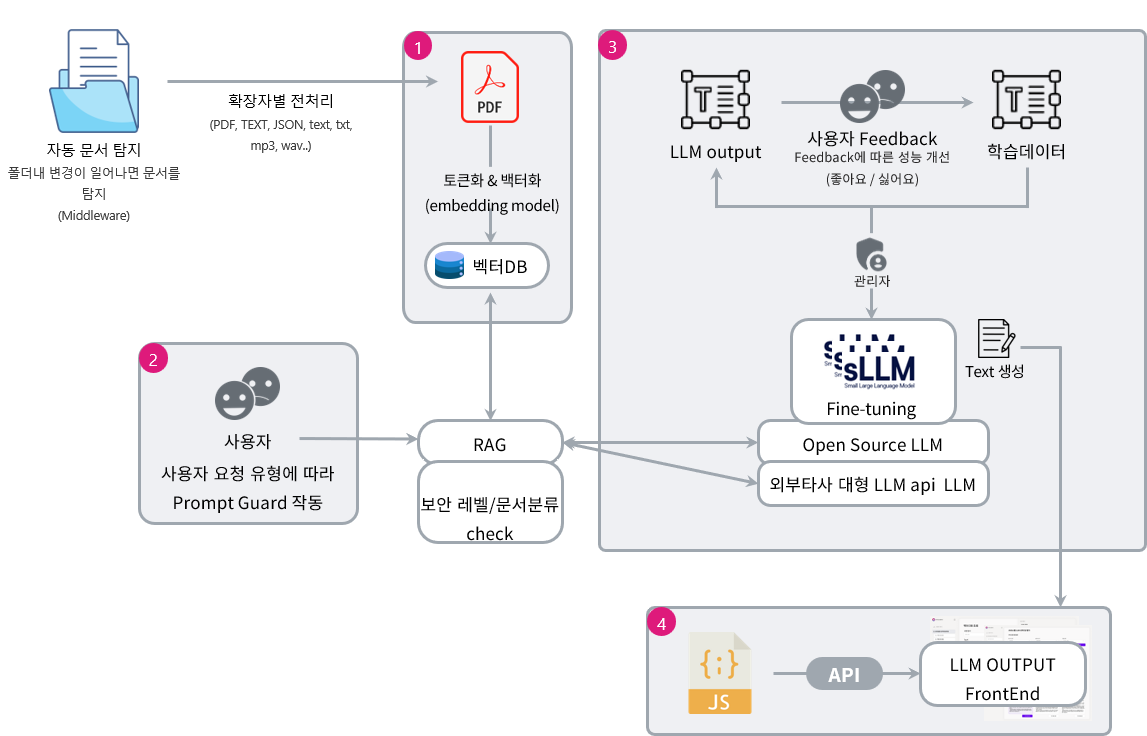 자동 문서 탐지
폴더내 변경이 일어나면 문서를
탐지
(Middleware)
확장자별 전처리
(PDF, TEXT, JSON, text, txt,
mp3, wav..)
1
PDF
토큰화 & 백터화
(embedding model)
벡터DB
2
사용자
사용자 요청 유형에 따라
Prompt Guard 작동
RAG
보안 레벨/문서분류
check
3
T
LLM output
사용자 Feedback
Feedback에 따른 성능 개선
(좋아요 / 싫어요)
T
학습데이터
관리자
sLLM
Small Large Language Model
Fine-tuning
Text 생성
Open Source LLM
외부타사 대형 LLM api LLM
4
{;}
JS
API
LLM OUTPUT
FrontEnd